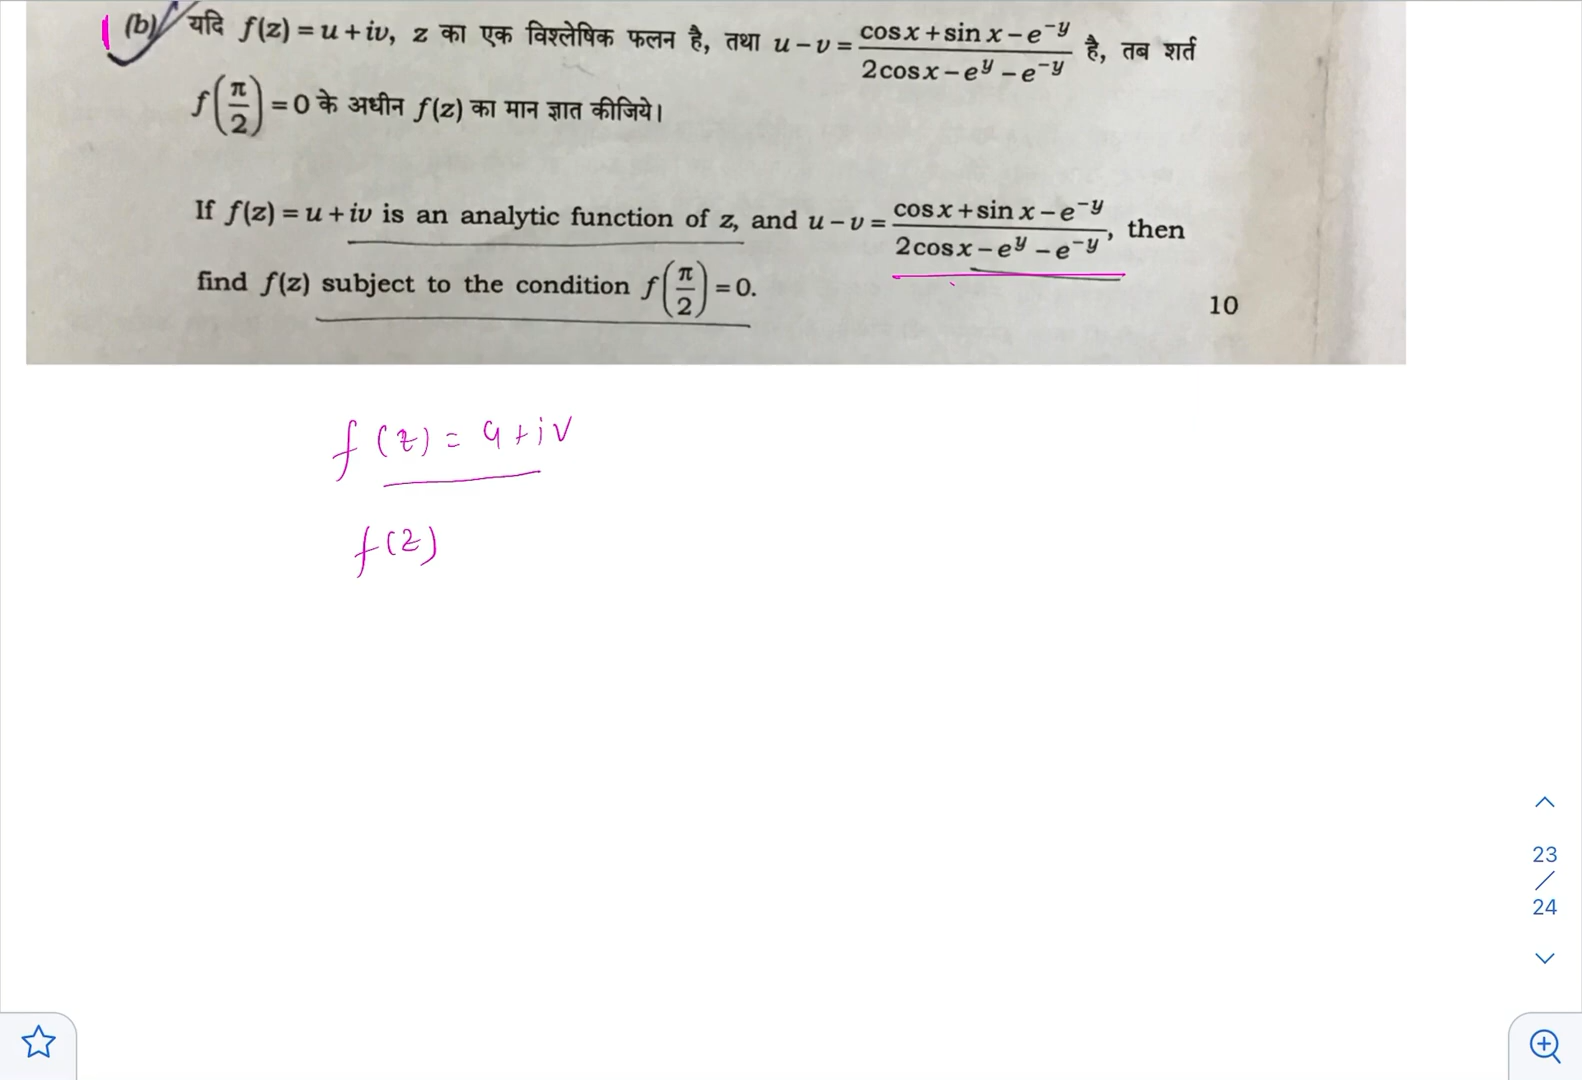 (b) यदि f(z) = u + iv, z का एक विश्लेषिक फलन है, तथा u – v = (cos x + sin x – e^{–y}) / (2cos x – e^y – e^{–y}) है, तब शर्त
f(π/2) = 0 के अधीन f(z) का मान ज्ञात कीजिये।
If f(z) = u + iv is an analytic function of z, and u – v = (cos x + sin x – e^{–y}) / (2cos x – e^y – e^{–y}), then
find f(z) subject to the condition f(π/2) = 0.
10
f(z) = u + iv
f(z)
23
/
24